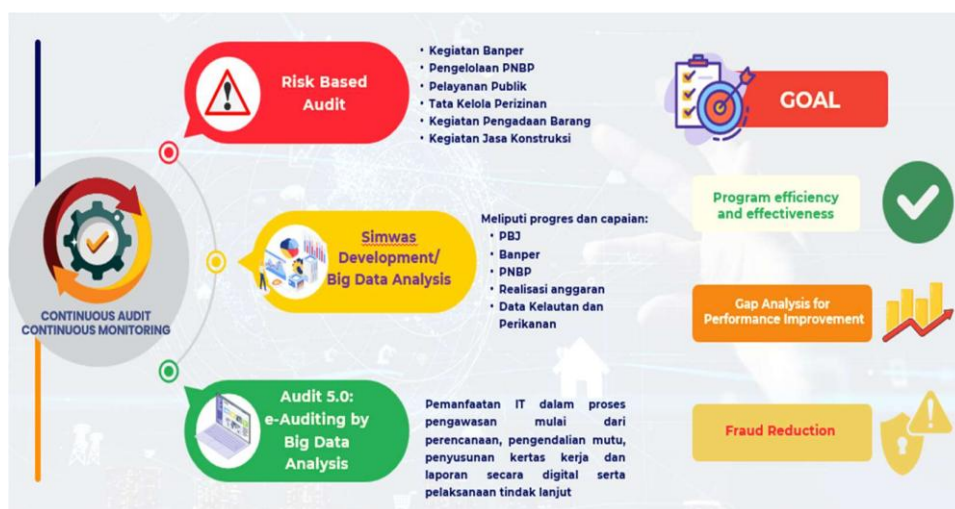 CONTINUOUS AUDIT
CONTINUOUS MONITORING
Risk Based
Audit
• Kegiatan Banper
• Pengelolaan PNBP
• Pelayanan Publik
• Tata Kelola Perizinan
• Kegiatan Pengadaan Barang
• Kegiatan Jasa Konstruksi
Simwas
Development/
Big Data Analysis
Meliputi progres dan capaian:
• PBJ
• Banper
• PNBP
• Realisasi anggaran
• Data Kelautan dan
Perikanan
Audit 5.0:
e-Auditing by
Big Data
Analysis
Pemanfaatan IT dalam proses
pengawasan mulai dari
perencanaan, pengendalian mutu,
penyusunan kertas kerja dan
laporan secara digital serta
pelaksanaan tindak lanjut
GOAL
Program efficiency
and effectiveness
Gap Analysis for
Performance Improvement
Fraud Reduction